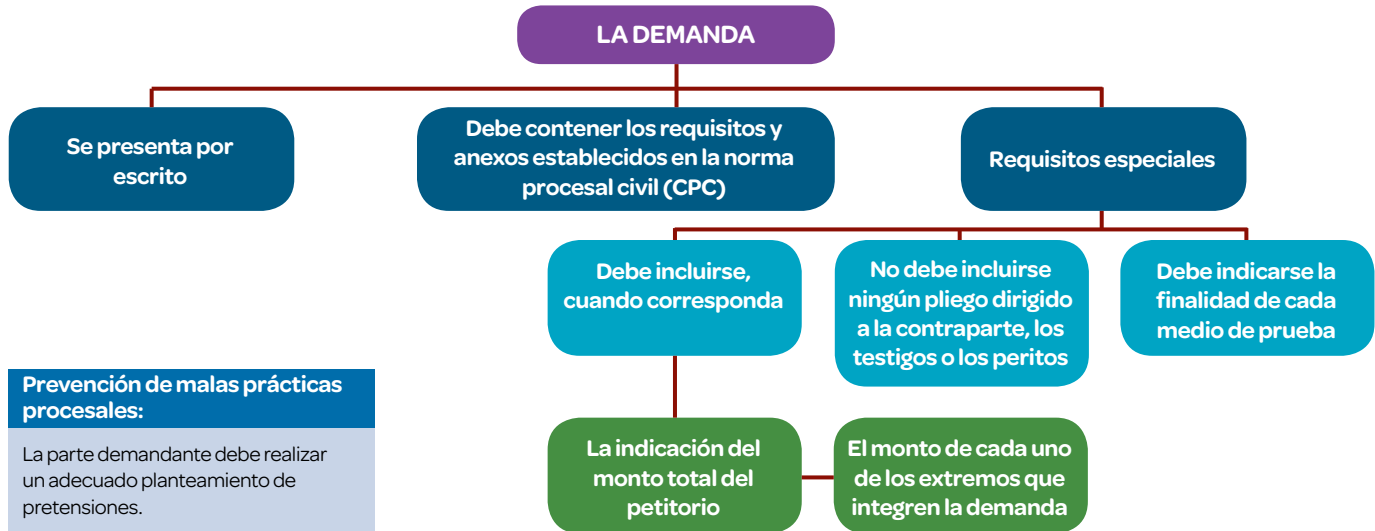 LA DEMANDA
Se presenta por
escrito
Debe contener los requisitos y
anexos establecidos en la norma
procesal civil (CPC)
Requisitos especiales
Debe incluirse,
cuando corresponda
No debe incluirse
ningún pliego dirigido
a la contraparte, los
testigos o los peritos
Debe indicarse la
finalidad de cada
medio de prueba
La indicación del
monto total del
petitorio
El monto de cada uno
de los extremos que
integren la demanda
Prevención de malas prácticas
procesales:
La parte demandante debe realizar
un adecuado planteamiento de
pretensiones.